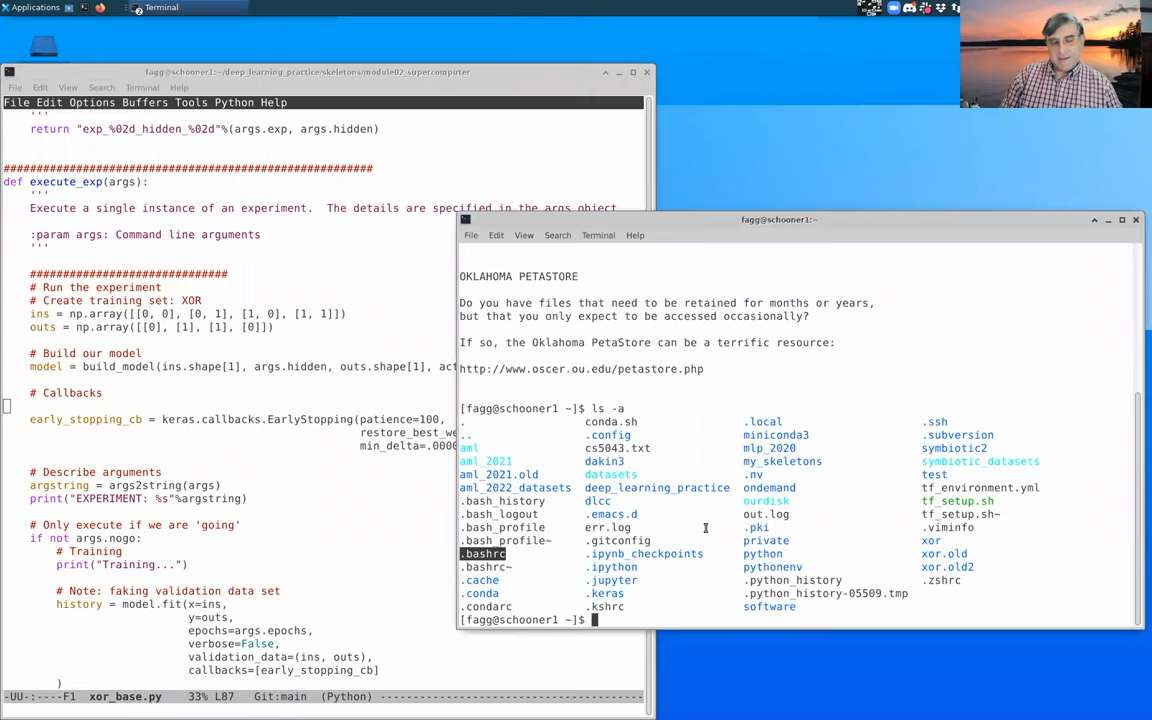 Applications
Terminal
fagg@schooner1:~/deep_learning_practice/skeletons/module02_supercomputer
File Edit View Search Terminal Help
File Edit Options Buffers Tools Python Help
'''
return "exp_%02d_hidden_%02d"%(args.exp, args.hidden)
####################################################
def execute_exp(args):
'''
Execute a single instance of an experiment.  The details are specified in the args object
:param args: Command line arguments
'''
##############################
# Run the experiment
# Create training set: XOR
ins = np.array([[0, 0], [0, 1], [1, 0], [1, 1]])
outs = np.array([[0], [1], [1], [0]])
# Build our model
model = build_model(ins.shape[1], args.hidden, outs.shape[1], act
# Callbacks
early_stopping_cb = keras.callbacks.EarlyStopping(patience=100,
restore_best_we
min_delta=.0000
# Describe arguments
argstring = args2string(args)
print("EXPERIMENT: %s"%argstring)
# Only execute if we are 'going'
if not args.nogo:
# Training
print("Training...")
# Note: faking validation data set
history = model.fit(x=ins,
y=outs,
epochs=args.epochs,
verbose=False,
validation_data=(ins, outs),
callbacks=[early_stopping_cb]
)
-UU-:----F1  xor_base.py    33% L87   Git:main  (Python)
fagg@schooner1:~
File Edit View Search Terminal Help
OKLAHOMA PETASTORE
Do you have files that need to be retained for months or years,
but that you only expect to be accessed occasionally?
If so, the Oklahoma PetaStore can be a terrific resource:
http://www.oscer.ou.edu/petastore.php
[fagg@schooner1 ~]$ ls -a
. conda.sh .local .ssh
.. .config miniconda3 .subversion
aml cs5043.txt mlp_2020 symbiotic2
aml_2021 dakin3 my_skeletons symbiotic_datasets
aml_2021.old datasets .nv test
aml_2022_datasets deep_learning_practice ondemand tf_environment.yml
.bash_history dlcc ourdisk tf_setup.sh
.bash_logout .emacs.d out.log tf_setup.sh~
.bash_profile err.log .pki .viminfo
.bash_profile~ .gitconfig private xor
.bashrc .ipynb_checkpoints python xor.old
.bashrc~ .ipython pythonenv xor.old2
.cache .jupyter .python_history .zshrc
.conda .keras .python_history-05509.tmp
.condarc .kshrc software
[fagg@schooner1 ~]$